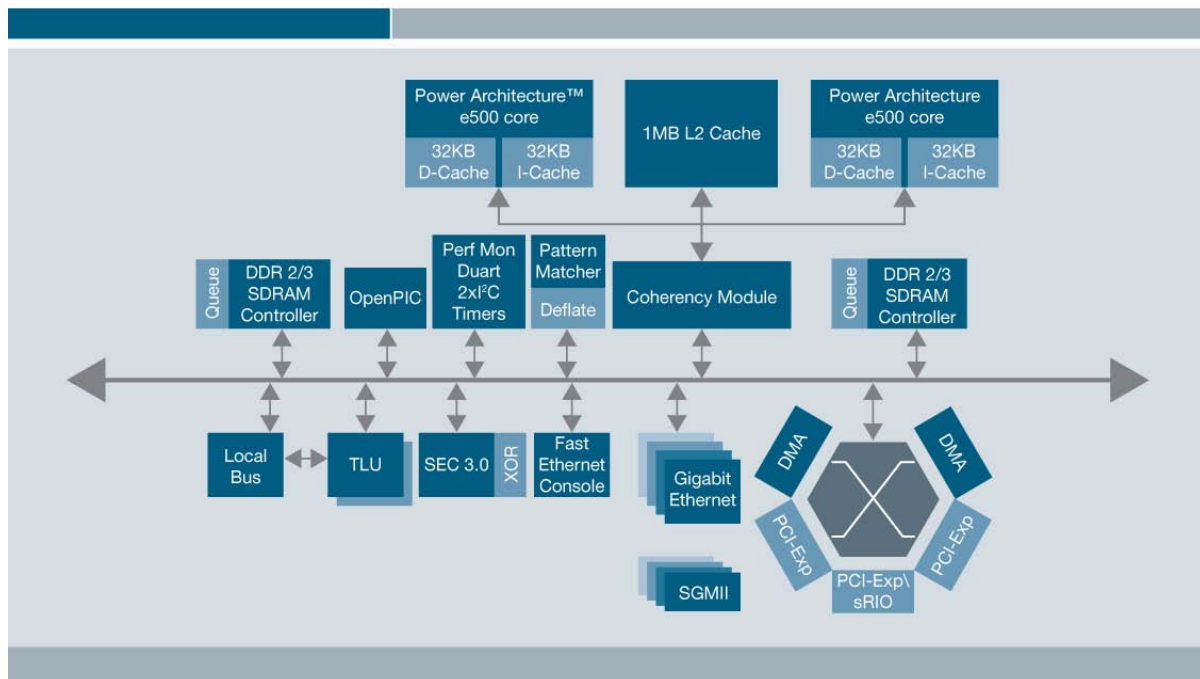 Power Architecture™
e500 core
32KB
D-Cache
32KB
I-Cache
1MB L2 Cache
Power Architecture
e500 core
32KB
D-Cache
32KB
I-Cache
Queue
DDR 2/3
SDRAM
Controller
OpenPIC
Perf Mon
Duart
2xI²C
Timers
Pattern
Matcher
Deflate
Coherency Module
Queue
DDR 2/3
SDRAM
Controller
Local
Bus
TLU
SEC 3.0
XOR
Fast
Ethernet
Console
Gigabit
Ethernet
SGMII
DMA
DMA
PCI-Exp
PCI-Exp
PCI-Exp\
sRIO